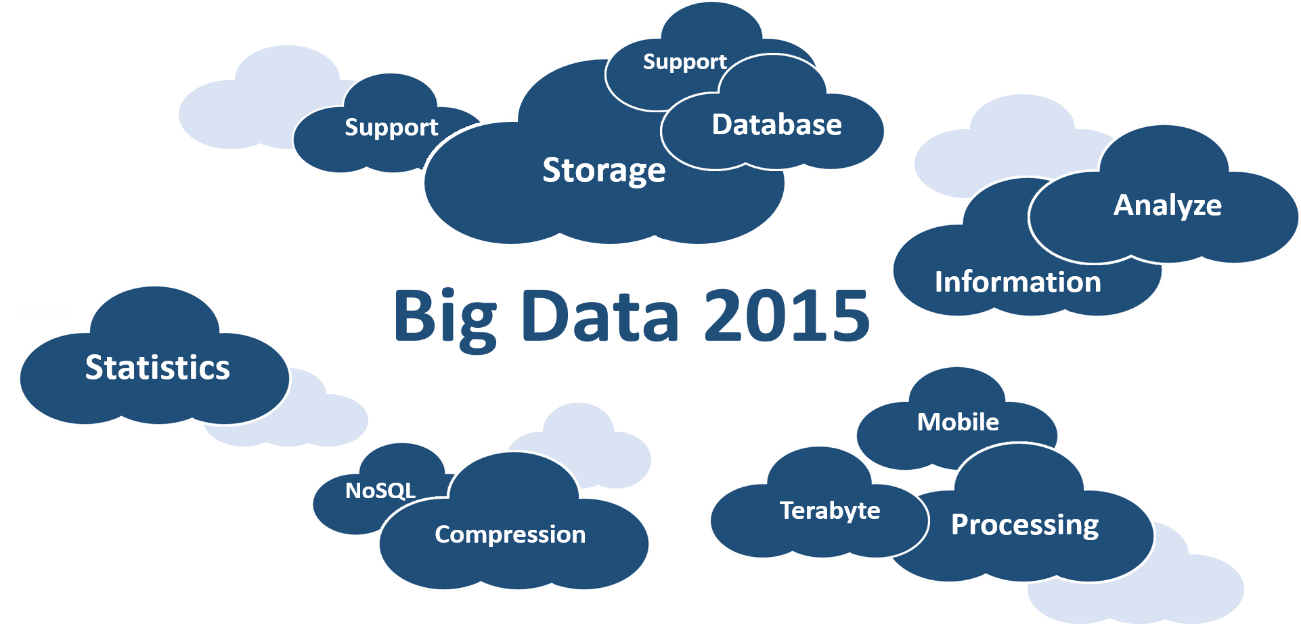 Support
Support
Database
Storage
Analyze
Information
Big Data 2015
Statistics
Mobile
NoSQL
Compression
Terabyte
Processing